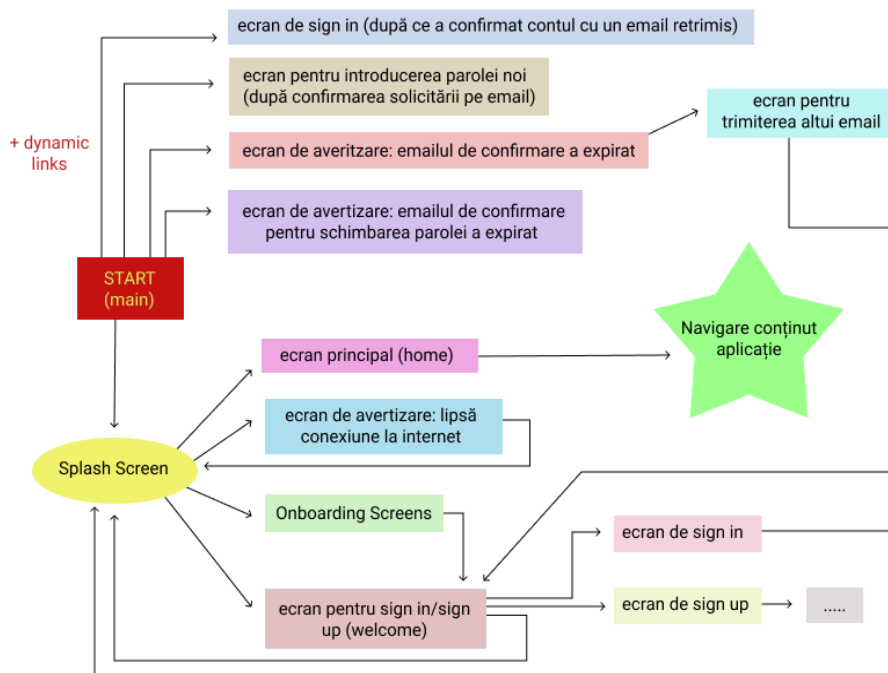 ecran de sign in (după ce a confirmat contul cu un email retrimis)
ecran pentru introducerea parolei noi
(după confirmarea solicitării pe email)
ecran pentru
trimiterea altui email
+ dynamic
links
ecran de averitzare: emailul de confirmare a expirat
ecran de avertizare: emailul de confirmare
pentru schimbarea parolei a expirat
START
(main)
Navigare conținut
aplicație
ecran principal (home)
ecran de avertizare: lipsă
conexiune la internet
Splash Screen
Onboarding Screens
ecran de sign in
ecran pentru sign in/sign
up (welcome)
ecran de sign up
.....